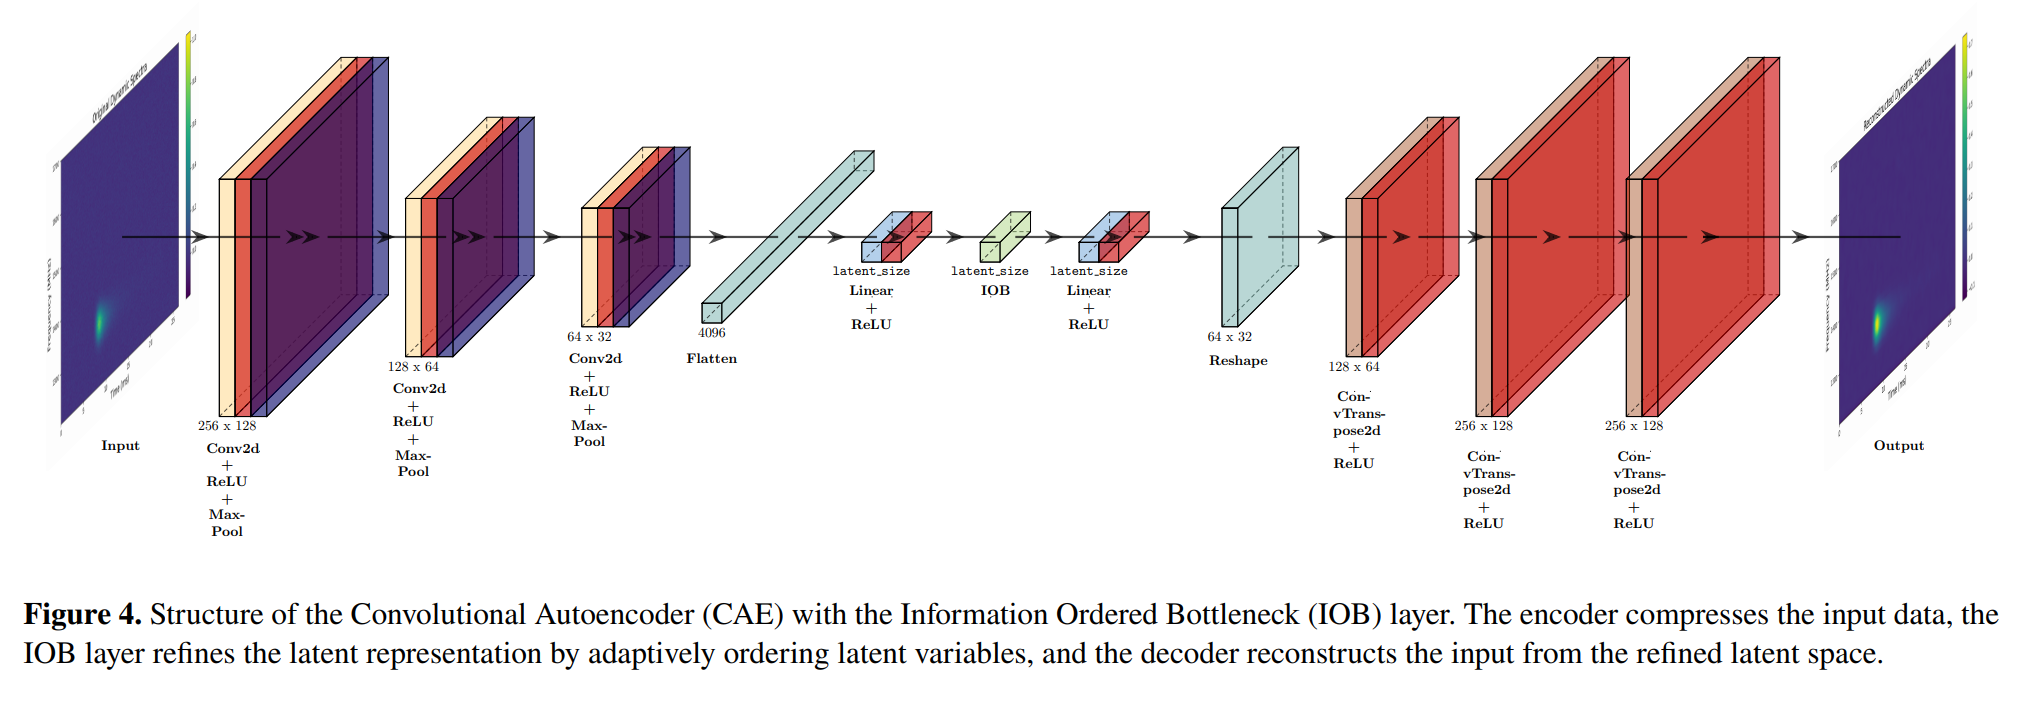 Original Dynamic Spectra
Frequency (MHz)
Time (ms)
Input
256 x 128
Conv2d
+
ReLU
+
Max-
Pool
128 x 64
Conv2d
+
ReLU
+
Max-
Pool
64 x 32
Conv2d
+
ReLU
+
Max-
Pool
4096
Flatten
latent_size
Linear
+
ReLU
latent_size
IOB
latent_size
Linear
+
ReLU
64 x 32
Reshape
128 x 64
Con-
vTrans-
pose2d
+
ReLU
256 x 128
Con-
vTrans-
pose2d
+
ReLU
256 x 128
Con-
vTrans-
pose2d
+
ReLU
Reconstructed Dynamic Spectra
Frequency (MHz)
Time (ms)
Output
Figure 4. Structure of the Convolutional Autoencoder (CAE) with the Information Ordered Bottleneck (IOB) layer. The encoder compresses the input data, the
IOB layer refines the latent representation by adaptively ordering latent variables, and the decoder reconstructs the input from the refined latent space.